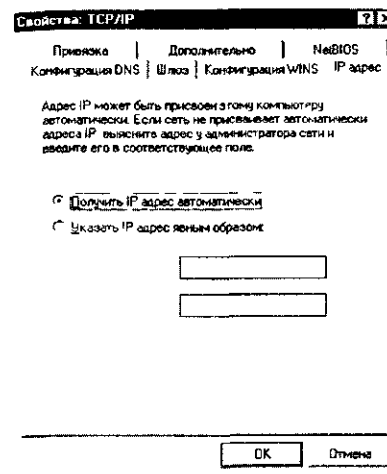 Свойства: TCP/IP
Привязка Дополнительно NetBIOS
Конфигурация DNS Шлюз Конфигурация WINS IP адрес
Адрес IP может быть присвоен этому компьютеру
автоматически. Если сеть не присваивает автоматически
адреса IP, выясните адрес у администратора сети и
введите его в соответствующее поле.
Получить IP адрес автоматически
Указать IP адрес явным образом:
OK Отмена